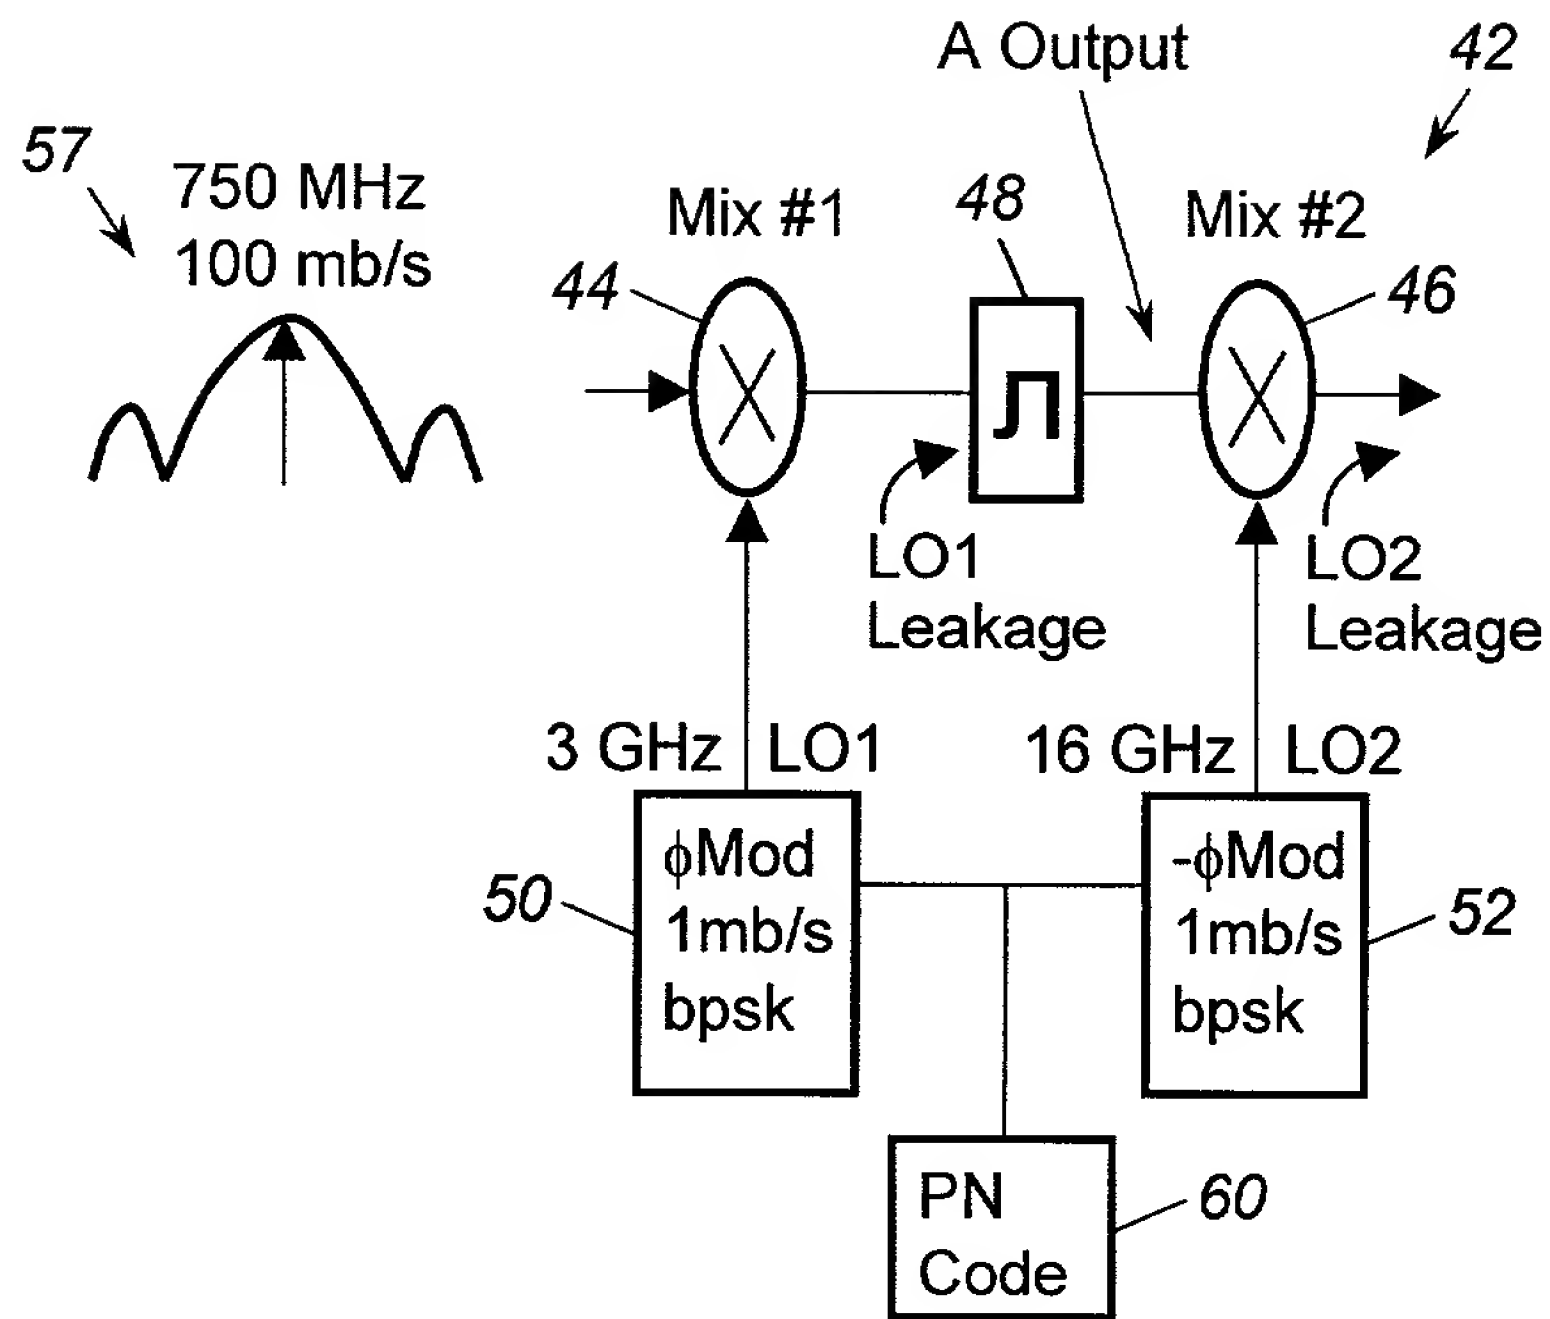 A Output
42
57
750 MHz
100 mb/s
Mix #1
48
Mix #2
44
46
LO1
Leakage
LO2
Leakage
3 GHz
LO1
16 GHz
LO2
ϕMod
1mb/s
bpsk
50
-ϕMod
1mb/s
bpsk
52
PN
Code
60